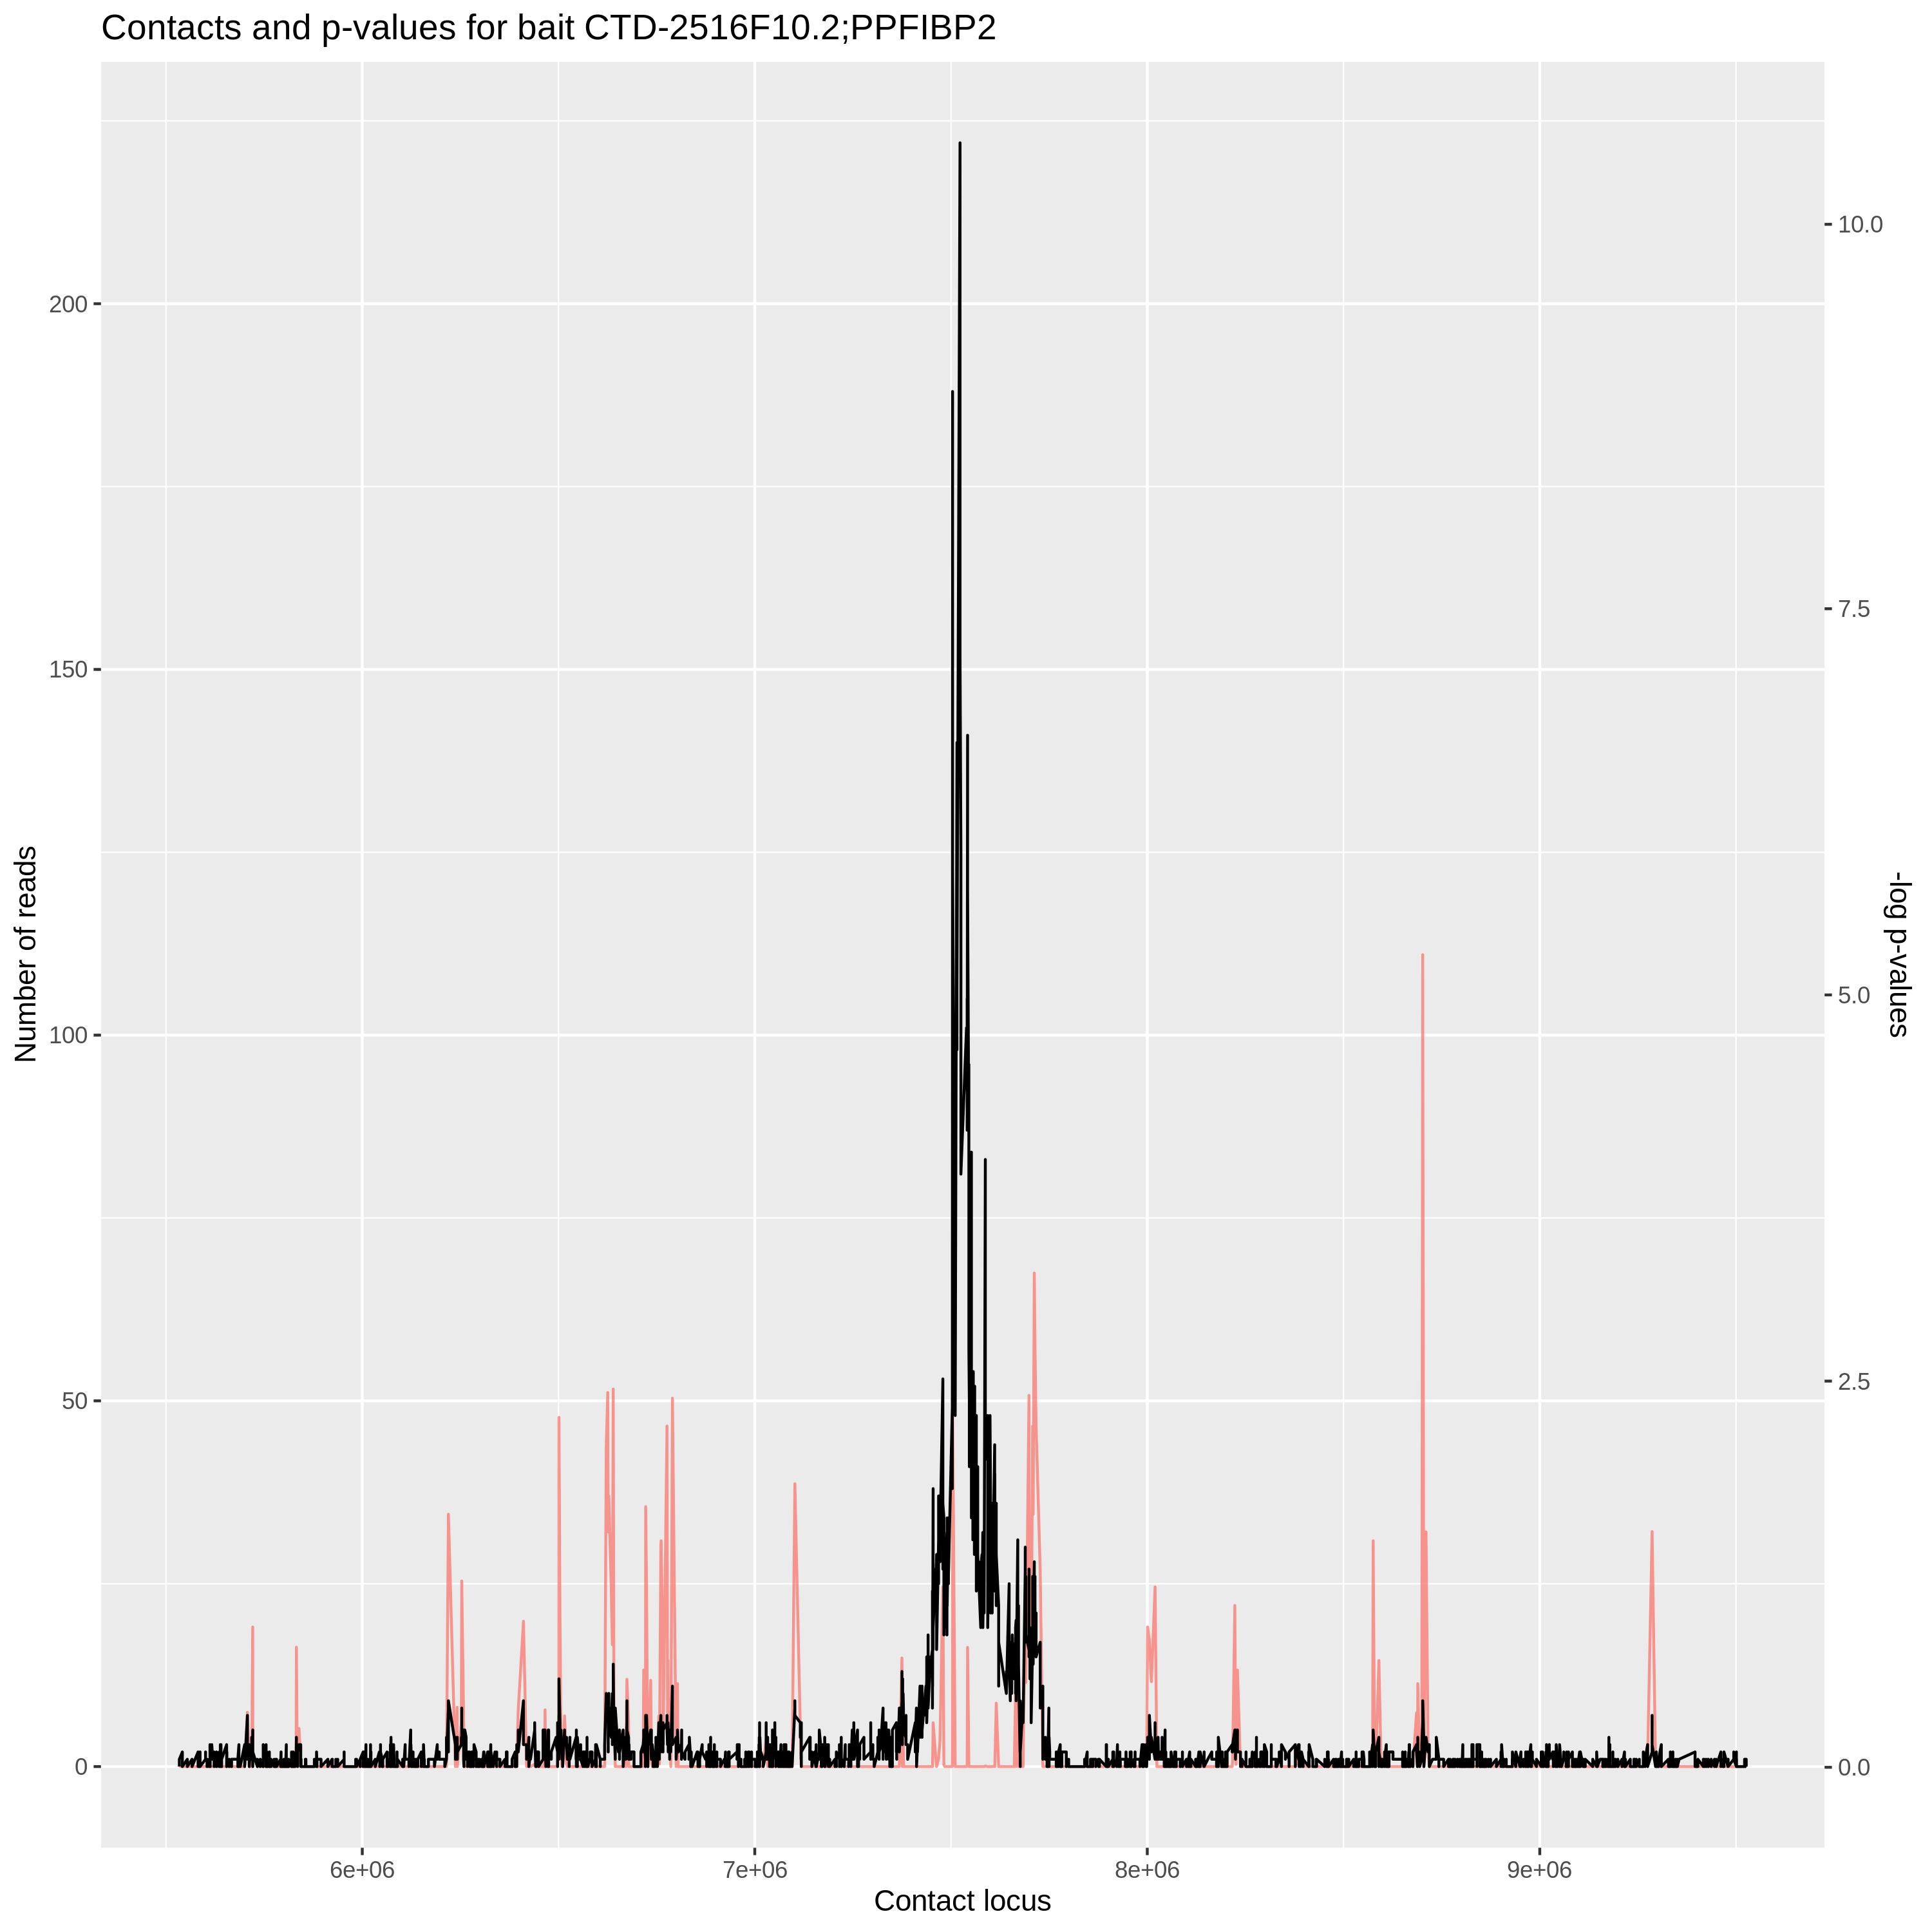 Contacts and p-values for bait CTD-2516F10.2;PPFIBP2
Number of reads
200
150
100
50
0
10.0
7.5
5.0
2.5
0.0
-log p-values
6e+06
7e+06
8e+06
9e+06
Contact locus